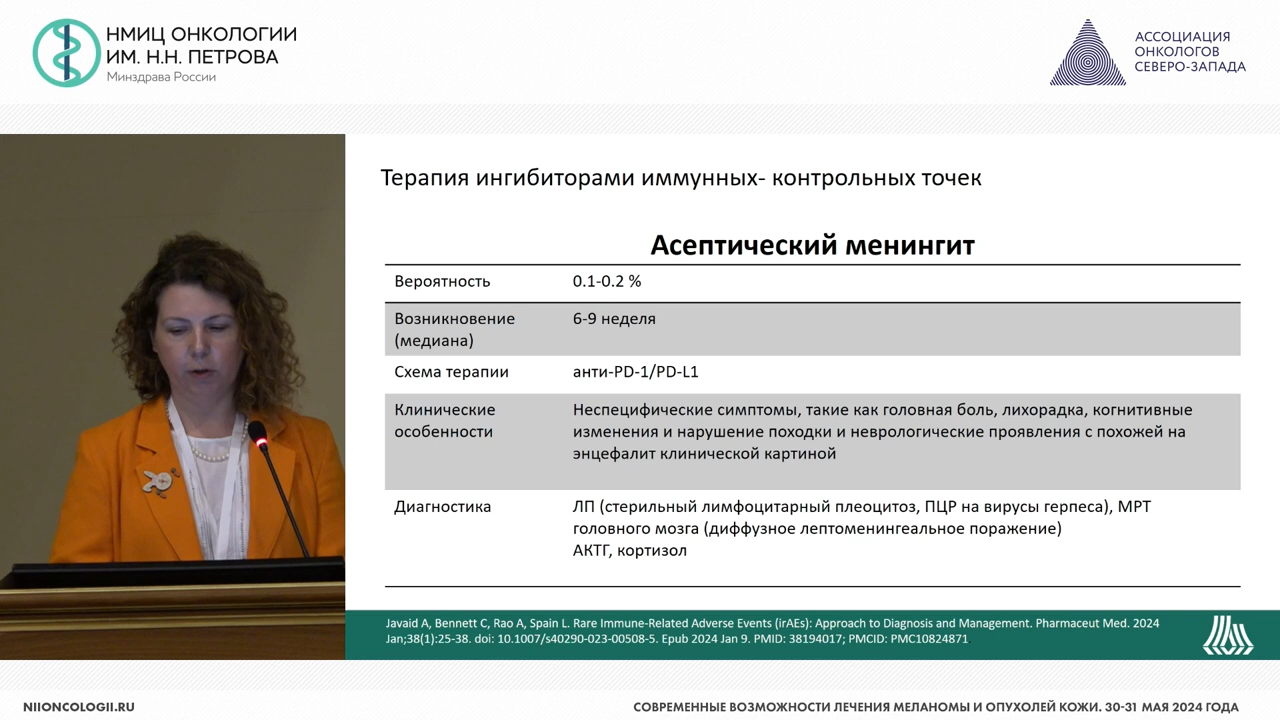 НМИЦ ОНКОЛОГИИ
ИМ. Н.Н. ПЕТРОВА
Минздрава России
АССОЦИАЦИЯ
ОНКОЛОГОВ
СЕВЕРО-ЗАПАДА
Терапия ингибиторами иммунных- контрольных точек
Асептический менингит
Вероятность 0.1-0.2 %
Возникновение 6-9 неделя
(медиана)
Схема терапии анти-PD-1/PD-L1
Клинические Неспецифические симптомы, такие как головная боль, лихорадка, когнитивные
особенности изменения и нарушение походки и неврологические проявления с похожей на
энцефалит клинической картиной
Диагностика ЛП (стерильный лимфоцитарный плеоцитоз, ПЦР на вирусы герпеса), МРТ
головного мозга (диффузное лептоменингеальное поражение)
АКТГ, кортизол
Javaid A, Bennett C, Rao A, Spain L. Rare Immune-Related Adverse Events (irAEs): Approach to Diagnosis and Management. Pharmaceut Med. 2024
Jan;38(1):25-38. doi: 10.1007/s40290-023-00508-5. Epub 2024 Jan 9. PMID: 38194017; PMCID: PMC10824871
NIIONCOLOGII.RU
СОВРЕМЕННЫЕ ВОЗМОЖНОСТИ ЛЕЧЕНИЯ МЕЛАНОМЫ И ОПУХОЛЕЙ КОЖИ. 30-31 МАЯ 2024 ГОДА